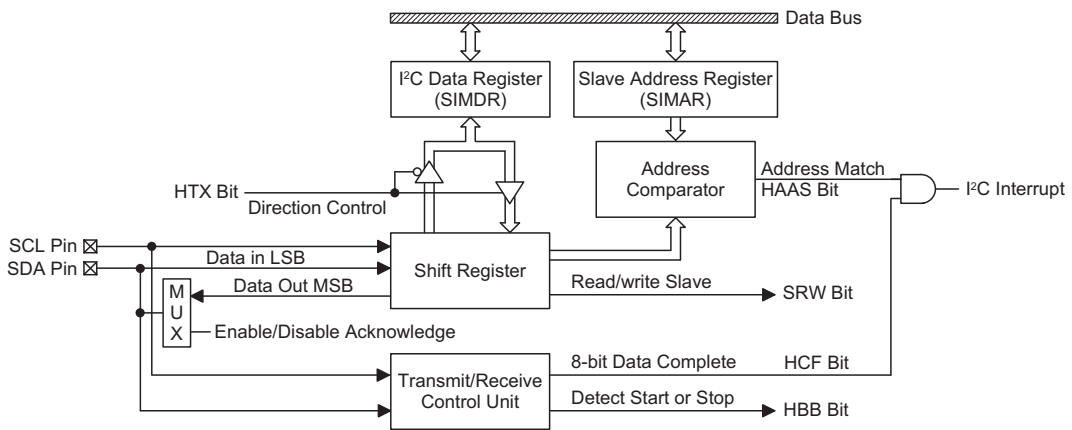 Data Bus
I²C Data Register
(SIMDR)
Slave Address Register
(SIMAR)
HTX Bit
Direction Control
Address
Comparator
Address Match
HAAS Bit
I²C Interrupt
SCL Pin
SDA Pin
Data in LSB
Shift Register
Data Out MSB
Read/write Slave
SRW Bit
M
U
X
Enable/Disable Acknowledge
Transmit/Receive
Control Unit
8-bit Data Complete
HCF Bit
Detect Start or Stop
HBB Bit